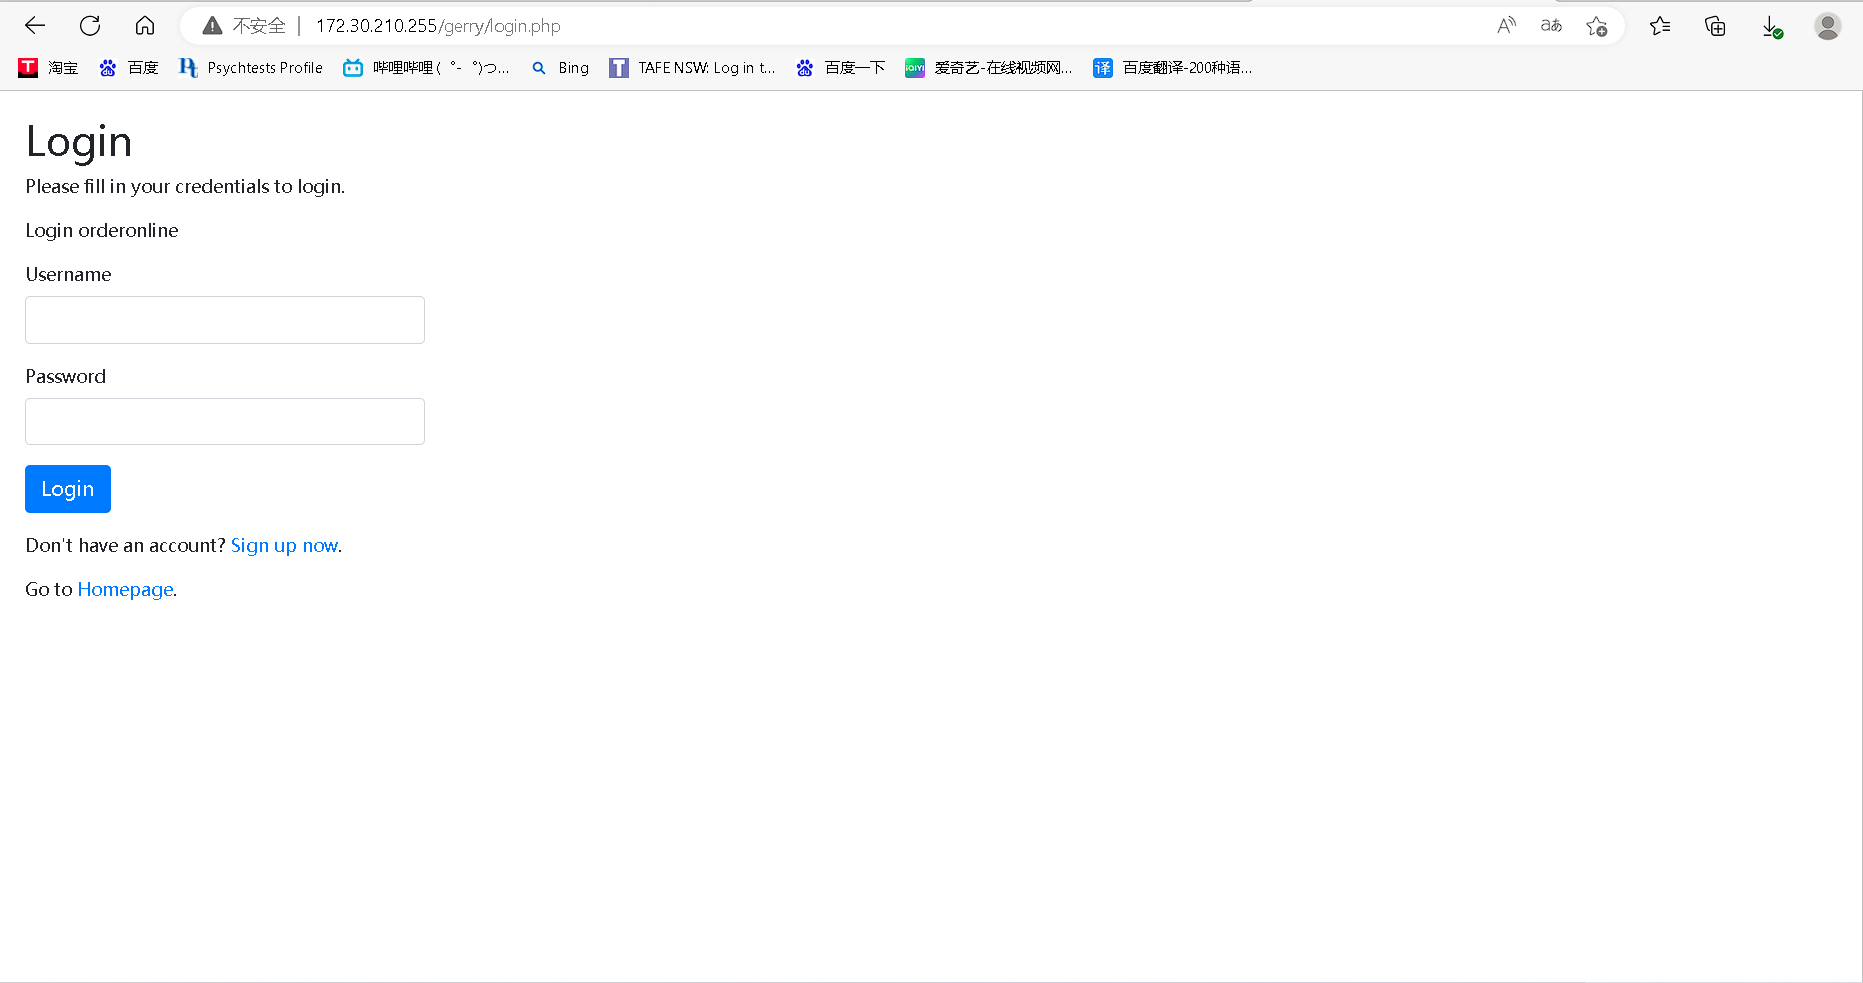 不安全 | 172.30.210.255/gerry/login.php
淘宝 百度 Psychtests Profile 哔哩哔哩 (゜-゜)つ... Bing TAFE NSW: Log in t... 百度一下 爱奇艺-在线视频网... 百度翻译-200种语...
Login
Please fill in your credentials to login.
Login orderonline
Username
Password
Login
Don't have an account? Sign up now.
Go to Homepage.